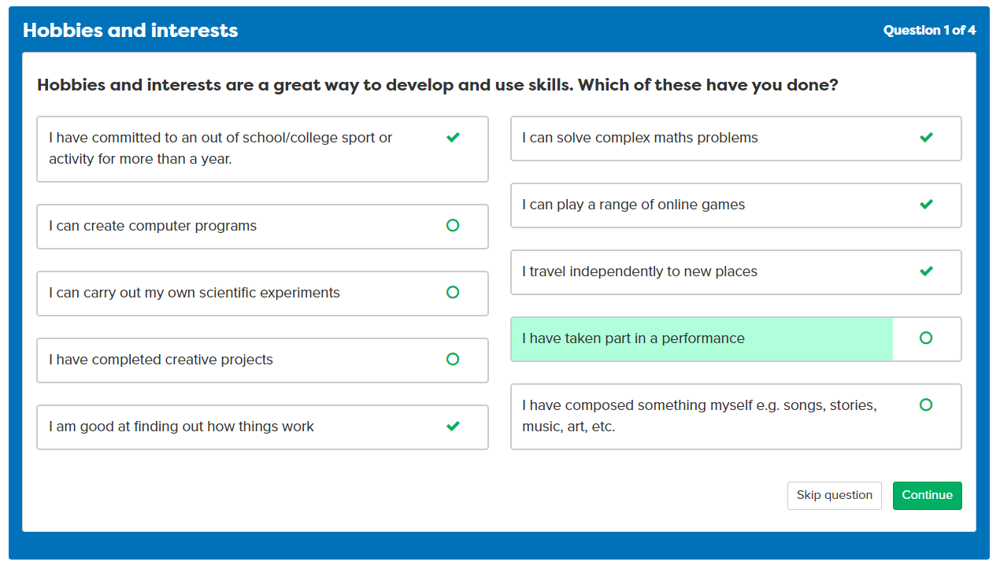 Hobbies and interests
Question 1 of 4
Hobbies and interests are a great way to develop and use skills. Which of these have you done?
I have committed to an out of school/college sport or
activity for more than a year.
I can create computer programs
I can carry out my own scientific experiments
I have completed creative projects
I am good at finding out how things work
I can solve complex maths problems
I can play a range of online games
I travel independently to new places
I have taken part in a performance
I have composed something myself e.g. songs, stories,
music, art, etc.
Skip question
Continue